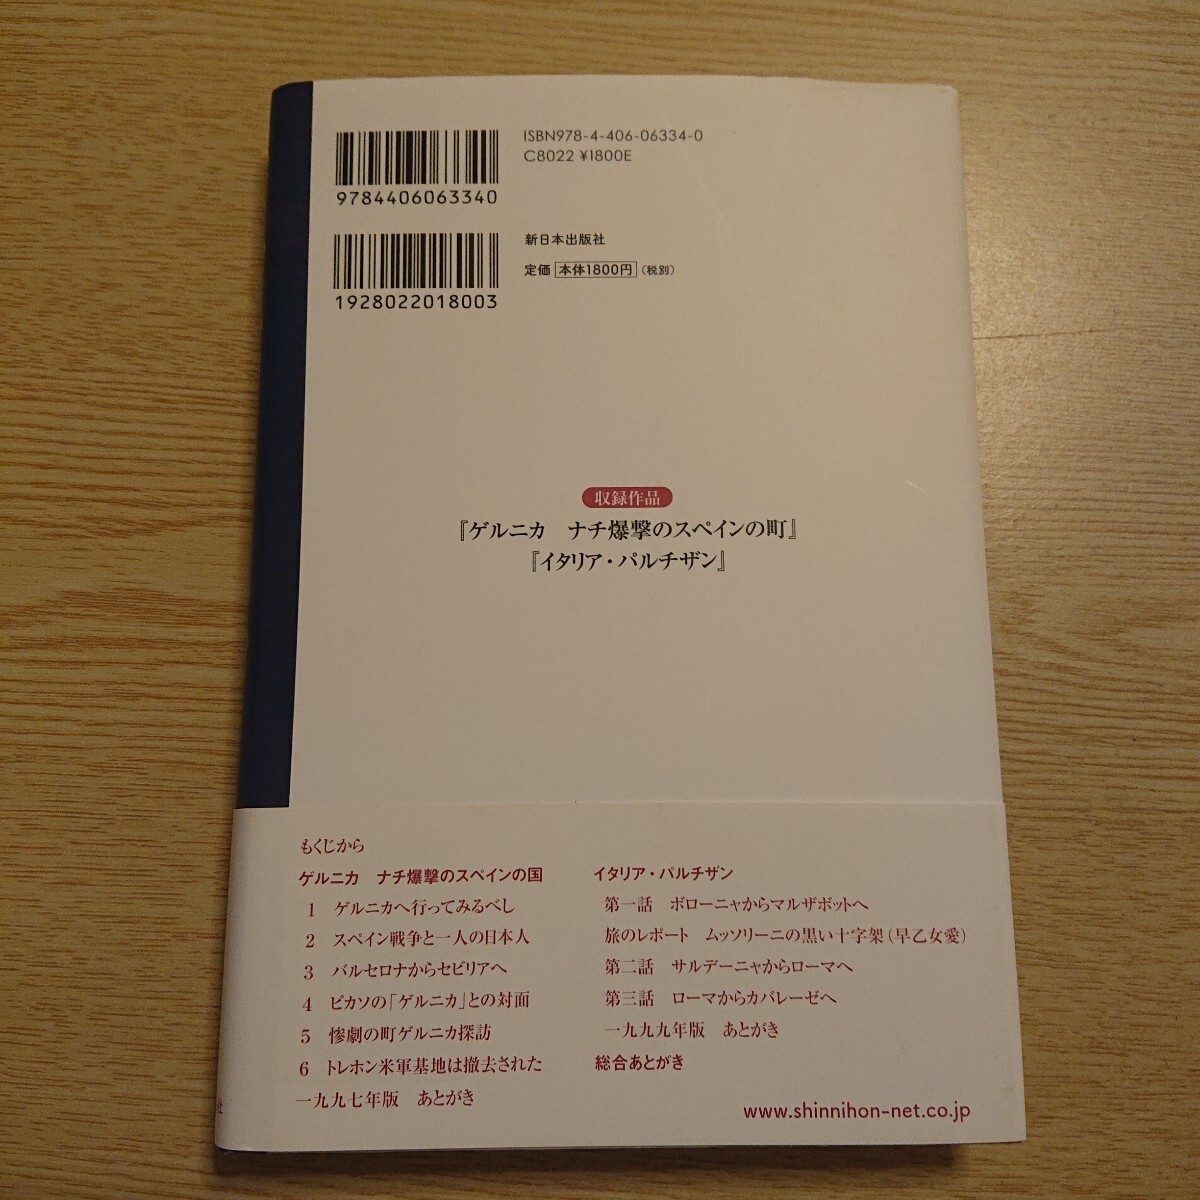 ISBN978-4-406-06334-0
C8022 ¥1800E
9784406063340
新日本出版社
定価 本体1800円 (税別)
1928022018003
収録作品
『ゲルニカ　ナチ爆撃のスペインの町』
『イタリア・パルチザン』
もくじから
ゲルニカ　ナチ爆撃のスペインの国
1　ゲルニカへ行ってみるべし
2　スペイン戦争と一人の日本人
3　バルセロナからセビリアへ
4　ピカソの「ゲルニカ」との対面
5　惨劇の町ゲルニカ探訪
6　トレホン米軍基地は撤去された
一九九七年版　あとがき
イタリア・パルチザン
第一話　ボローニャからマルザボットへ
旅のレポート　ムッソリーニの黒い十字架(早乙女愛)
第二話　サルデーニャからローマへ
第三話　ローマからカバレーゼへ
一九九九年版　あとがき
総合あとがき
www.shinnihon-net.co.jp
社